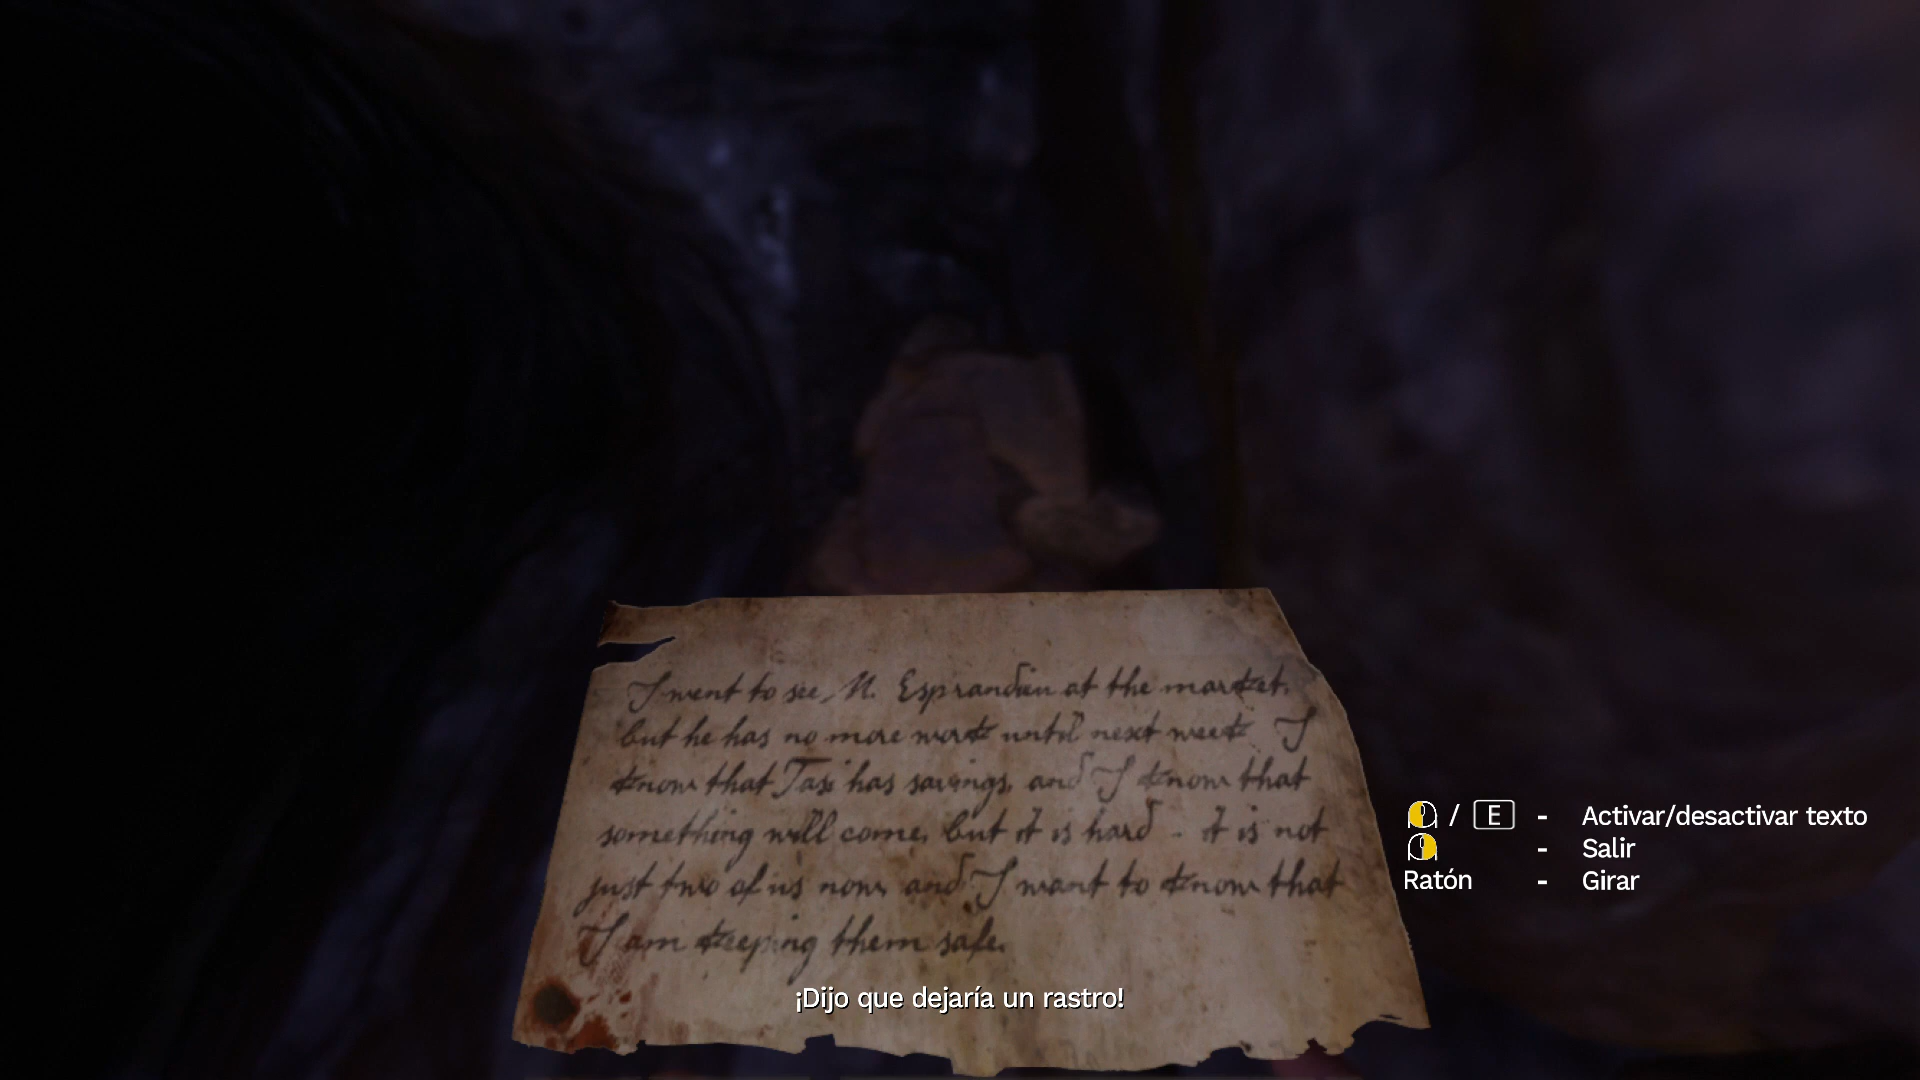 I went to see M. Esprandieu at the market,
but he has no more work until next week. I
know that Tasi has savings, and I know that
something will come, but it is hard - it is not
just two of us now, and I want to know that
I am keeping them safe.
¡Dijo que dejaría un rastro!
/ E - Activar/desactivar texto
- Salir
Ratón - Girar